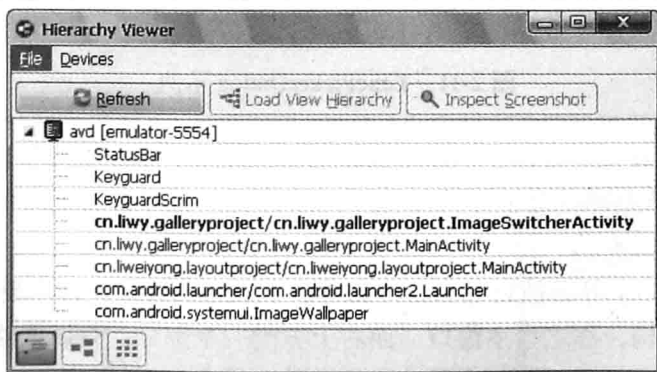 Hierarchy Viewer
File Devices
Refresh Load View Hierarchy Inspect Screenshot
avd [emulator-5554]
StatusBar
Keyguard
KeyguardScrim
cn.liwy.galleryproject/cn.liwy.galleryproject.ImageSwitcherActivity
cn.liwy.galleryproject/cn.liwy.galleryproject.MainActivity
cn.liweiyong.layoutproject/cn.liweiyong.layoutproject.MainActivity
com.android.launcher/com.android.launcher2.Launcher
com.android.systemui.ImageWallpaper